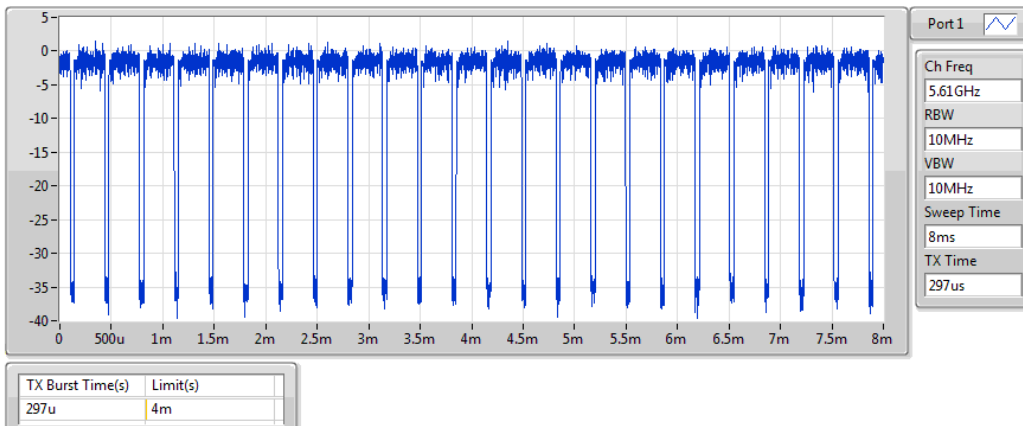 5
0
-5
-10
-15
-20
-25
-30
-35
-40
0 500u 1m 1.5m 2m 2.5m 3m 3.5m 4m 4.5m 5m 5.5m 6m 6.5m 7m 7.5m 8m
Port 1
Ch Freq
5.61GHz
RBW
10MHz
VBW
10MHz
Sweep Time
8ms
TX Time
297us
TX Burst Time(s) Limit(s)
297u 4m